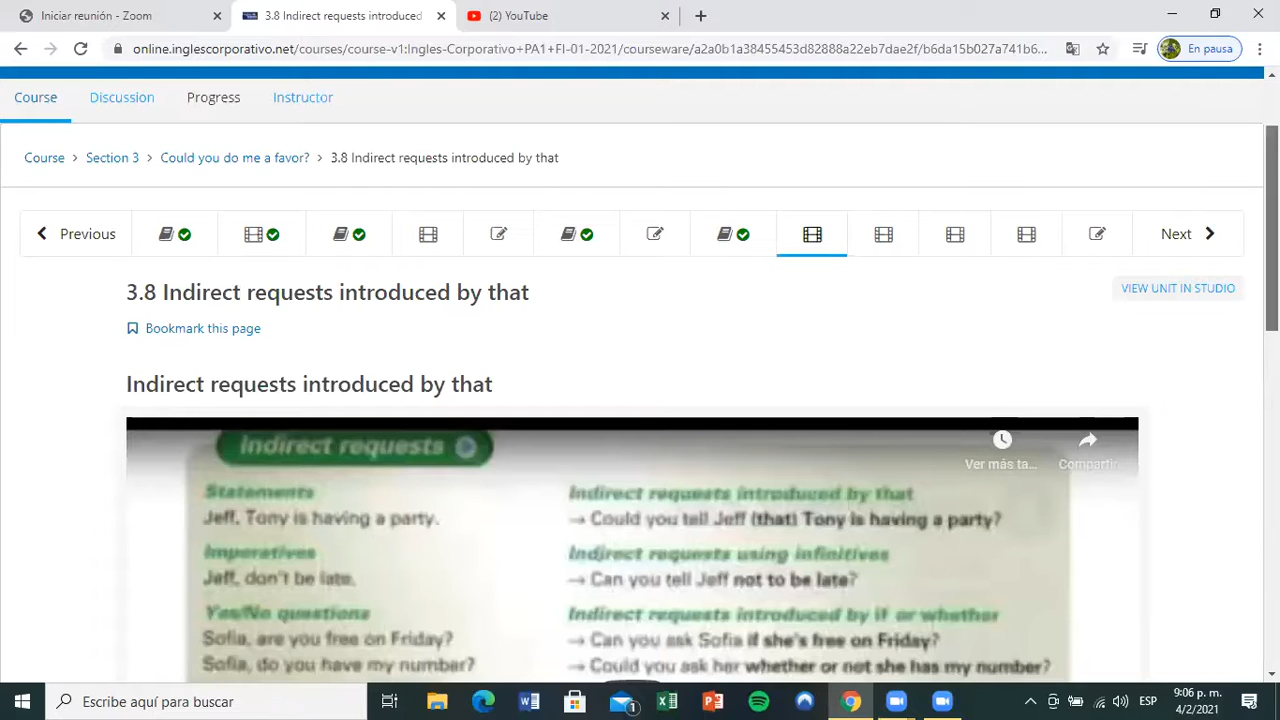 Iniciar reunión - Zoom
3.8 Indirect requests introduced
(2) YouTube
online.inglescorporativo.net/courses/course-v1:Ingles-Corporativo+PA1+FI-01-2021/courseware/a2a0b1a35455453d82888a22eb7dae2f/b6da15b027a741b6...
En pausa
Course Discussion Progress Instructor
Course > Section 3 > Could you do me a favor? > 3.8 Indirect requests introduced by that
Previous
Next
3.8 Indirect requests introduced by that
VIEW UNIT IN STUDIO
Bookmark this page
Indirect requests introduced by that
Indirect requests
Ver más ta...
Compartir
Statements
Jeff, Tony is having a party.
Indirect requests introduced by that
→ Could you tell Jeff (that) Tony is having a party?
Imperatives
Jeff, don't be late.
Indirect requests using infinitives
→ Can you tell Jeff not to be late?
Yes/No questions
Sofia, are you free on Friday?
Sofia, do you have my number?
Indirect requests introduced by if or whether
→ Can you ask Sofia if she's free on Friday?
→ Could you ask her whether or not she has my number?
Escribe aquí para buscar
1
ESP
9:06 p. m.
4/2/2021